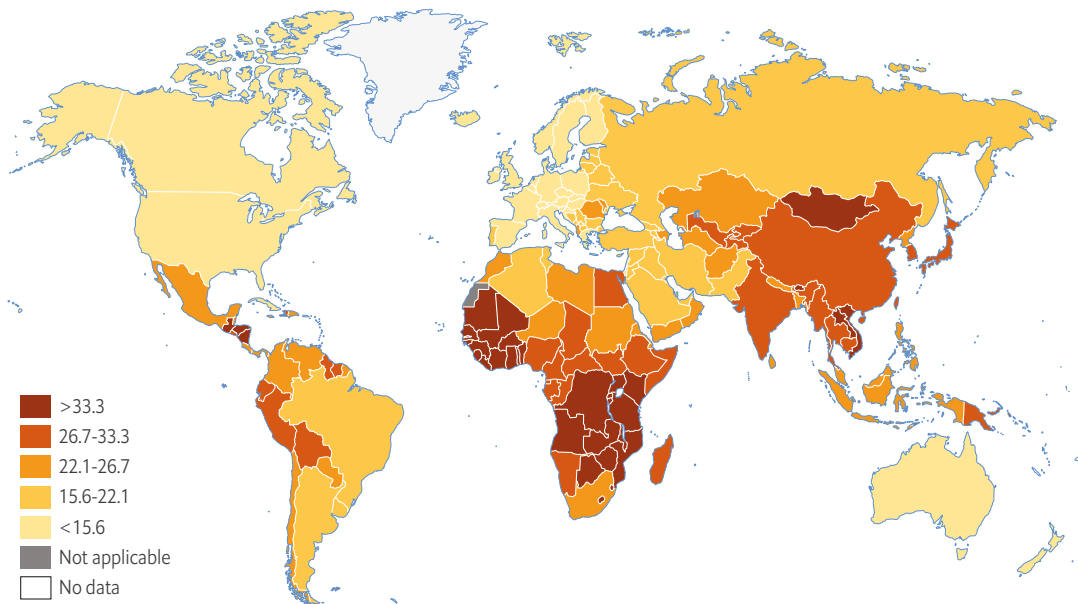 >33.3
26.7-33.3
22.1-26.7
15.6-22.1
<15.6
Not applicable
No data